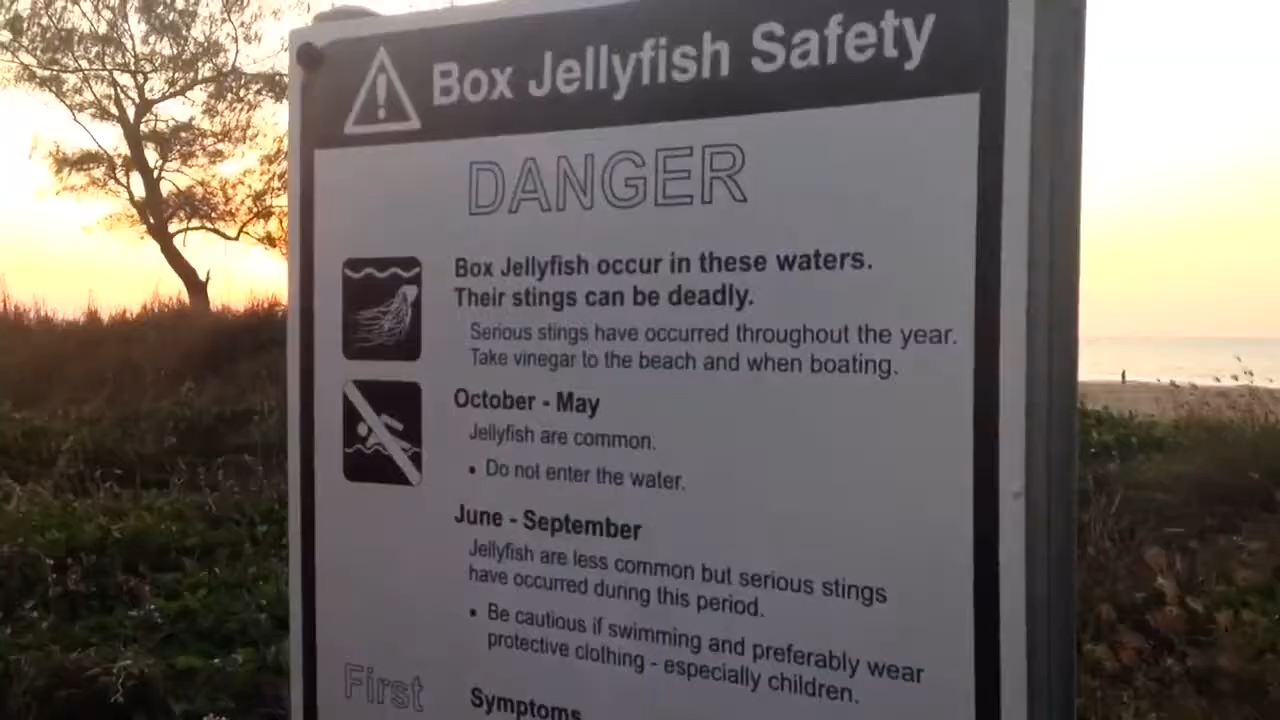 Box Jellyfish Safety
DANGER
Box Jellyfish occur in these waters.
Their stings can be deadly.
Serious stings have occurred throughout the year.
Take vinegar to the beach and when boating.
October - May
Jellyfish are common.
• Do not enter the water.
June - September
Jellyfish are less common but serious stings
have occurred during this period.
• Be cautious if swimming and preferably wear
protective clothing - especially children.
First
Symptoms